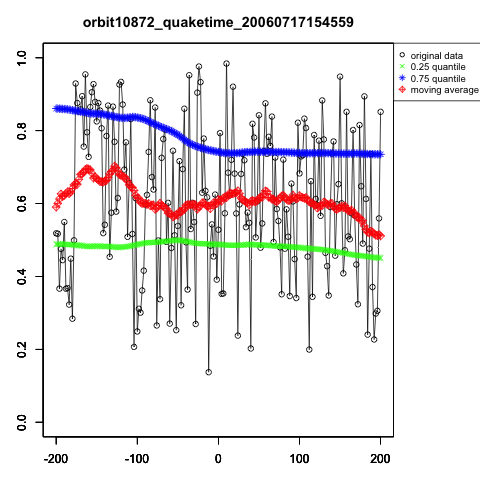 orbit10872_quaketime_20060717154559
original data
0.25 quantile
0.75 quantile
moving average
1.0
0.8
0.6
0.4
0.2
0.0
-200
-100
0
100
200